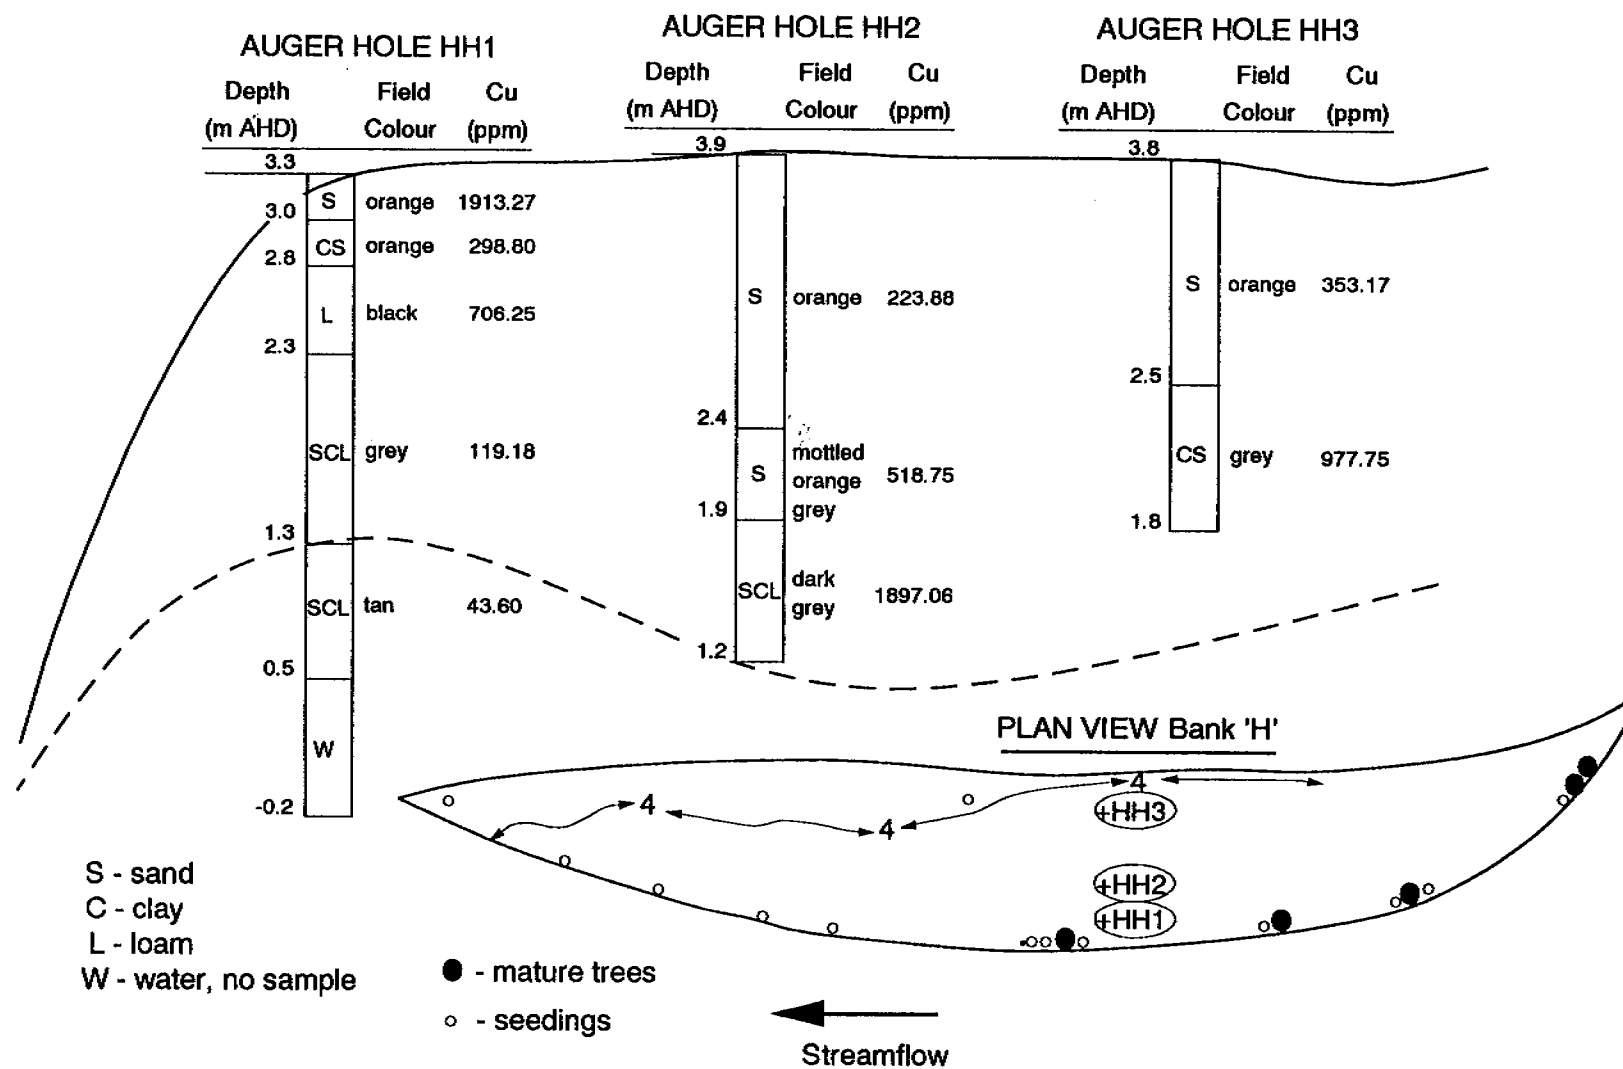 AUGER HOLE HH1
Depth Field Cu
(m AHD) Colour (ppm)
3.3
S orange 1913.27
3.0
CS orange 298.80
2.8
L black 706.25
2.3
SCL grey 119.18
1.3
SCL tan 43.60
0.5
W
-0.2
AUGER HOLE HH2
Depth Field Cu
(m AHD) Colour (ppm)
3.9
S orange 223.88
2.4
mottled
S orange 518.75
grey
1.9
dark
SCL grey 1897.06
1.2
AUGER HOLE HH3
Depth Field Cu
(m AHD) Colour (ppm)
3.8
S orange 353.17
2.5
CS grey 977.75
1.8
PLAN VIEW Bank 'H'
4
4
4
+HH3
+HH2
+HH1
S - sand
C - clay
L - loam
W - water, no sample
- mature trees
- seedings
Streamflow